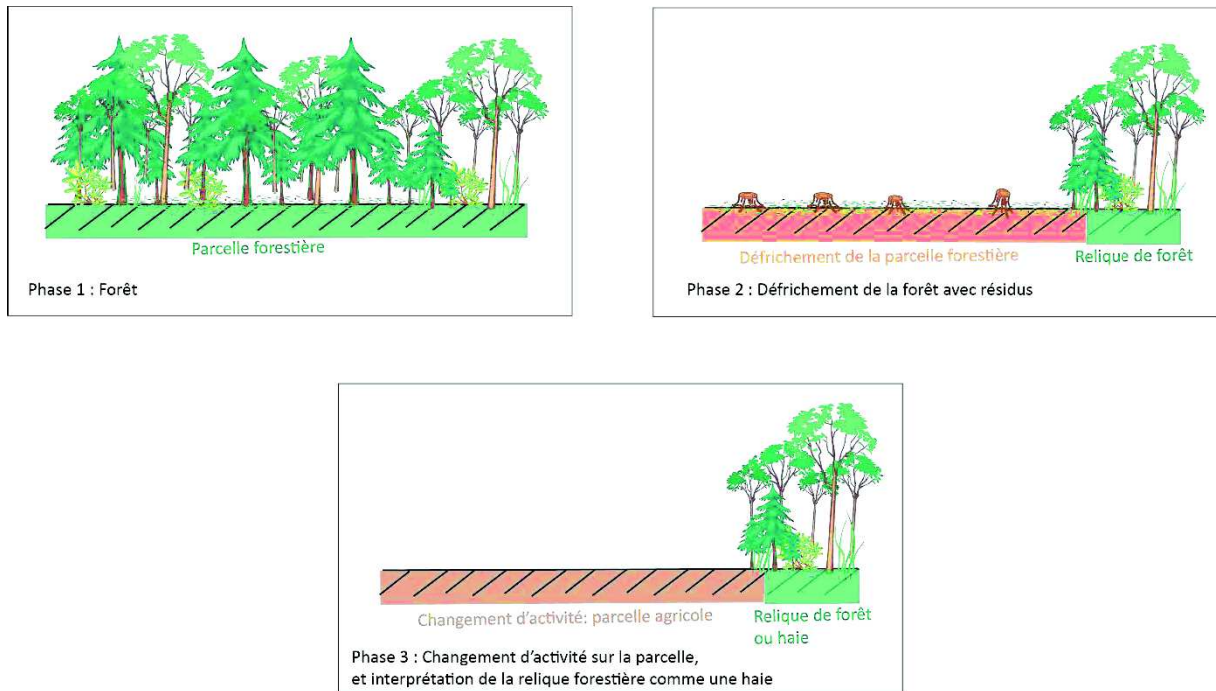 Parcelle forestière
Phase 1 : Forêt
Défrichement de la parcelle forestière
Relique de forêt
Phase 2 : Défrichement de la forêt avec résidus
Changement d'activité: parcelle agricole
Relique de forêt
ou haie
Phase 3 : Changement d'activité sur la parcelle,
et interprétation de la relique forestière comme une haie